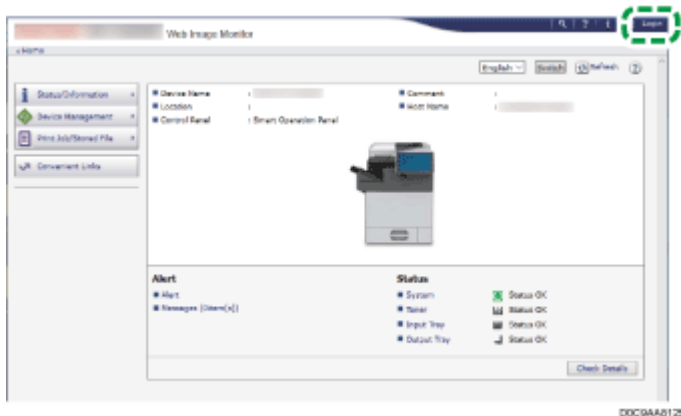 Web Image Monitor
Login
Home
English Switch Refresh
Status/Information
Device Management
Print Job/Stored File
Convenient Links
Device Name :
Location :
Control Panel : Smart Operation Panel
Comment :
Host Name :
Alert
Alert
Messages (0item(s))
Status
System Status OK
Toner Status OK
Input Tray Status OK
Output Tray Status OK
Check Details